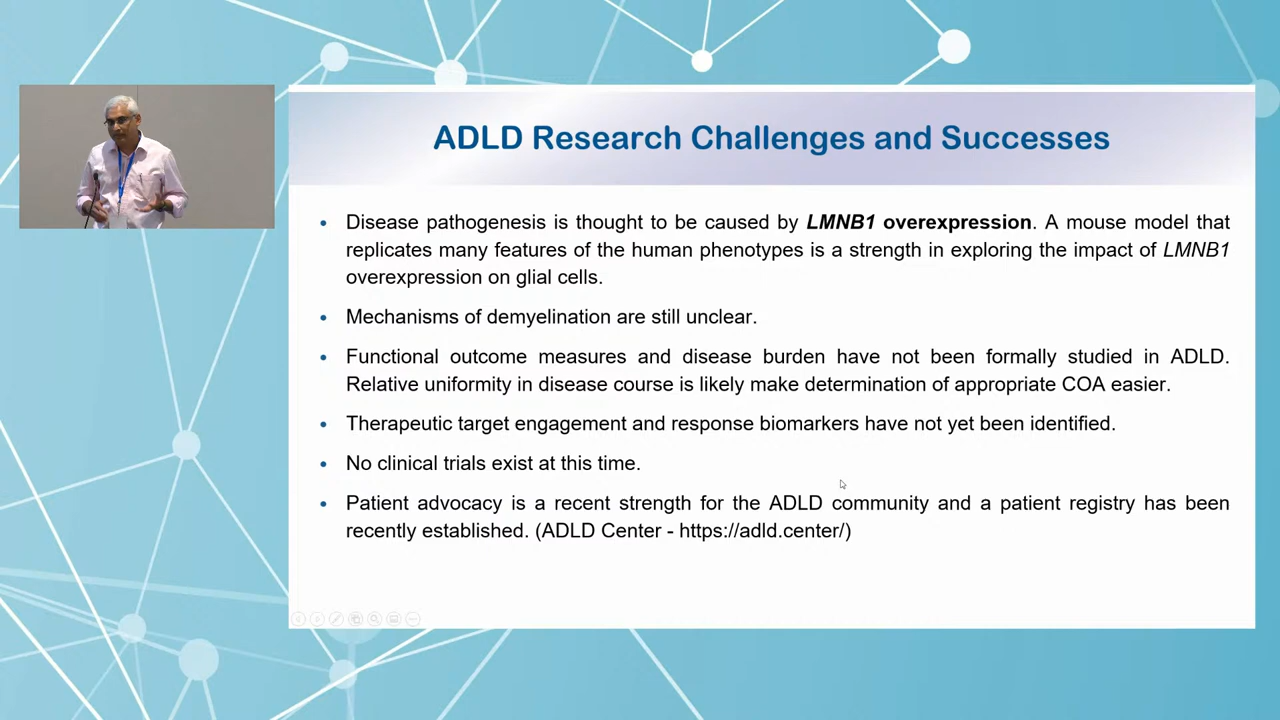 ADLD Research Challenges and Successes
• Disease pathogenesis is thought to be caused by LMNB1 overexpression. A mouse model that
replicates many features of the human phenotypes is a strength in exploring the impact of LMNB1
overexpression on glial cells.
• Mechanisms of demyelination are still unclear.
• Functional outcome measures and disease burden have not been formally studied in ADLD.
Relative uniformity in disease course is likely make determination of appropriate COA easier.
• Therapeutic target engagement and response biomarkers have not yet been identified.
• No clinical trials exist at this time.
• Patient advocacy is a recent strength for the ADLD community and a patient registry has been
recently established. (ADLD Center - https://adld.center/)